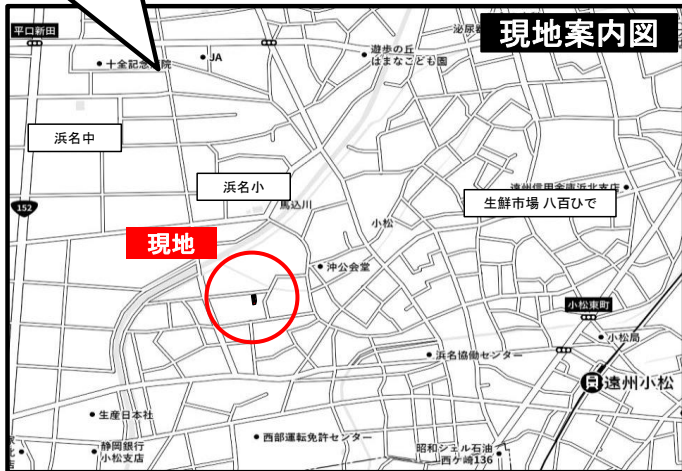 現地案内図
平口新田
十全記念病院
JA
遊歩の丘
はまなこども園
泌尿器
浜名中
浜名小
馬込川
遠州信用金庫浜北支店
生鮮市場 八百ひで
152
小松
現地
沖公会堂
小松東町
小松局
浜名協働センター
遠州小松
生産日本社
静岡銀行
小松支店
西部運転免許センター
昭和シェル石油
西ケ崎136